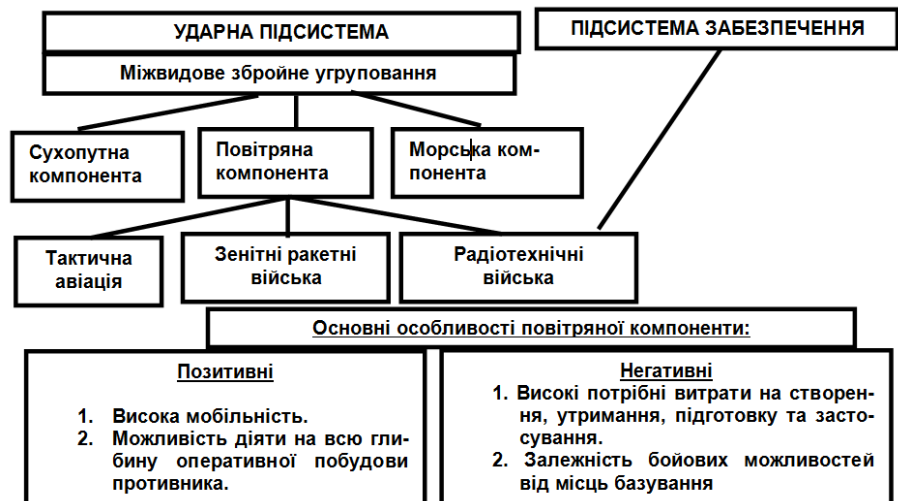 УДАРНА ПІДСИСТЕМА
ПІДСИСТЕМА ЗАБЕЗПЕЧЕННЯ
Міжвидове збройне угруповання
Сухопутна
компонента
Повітряна
компонента
Морська ком-
понента
Тактична
авіація
Зенітні ракетні
війська
Радіотехнічні
війська
Основні особливості повітряної компоненти:
Позитивні
1. Висока мобільність.
2. Можливість діяти на всю гли-
бину оперативної побудови
противника.
Негативні
1. Високі потрібні витрати на створен-
ня, утримання, підготовку та засто-
сування.
2. Залежність бойових можливостей
від місць базування